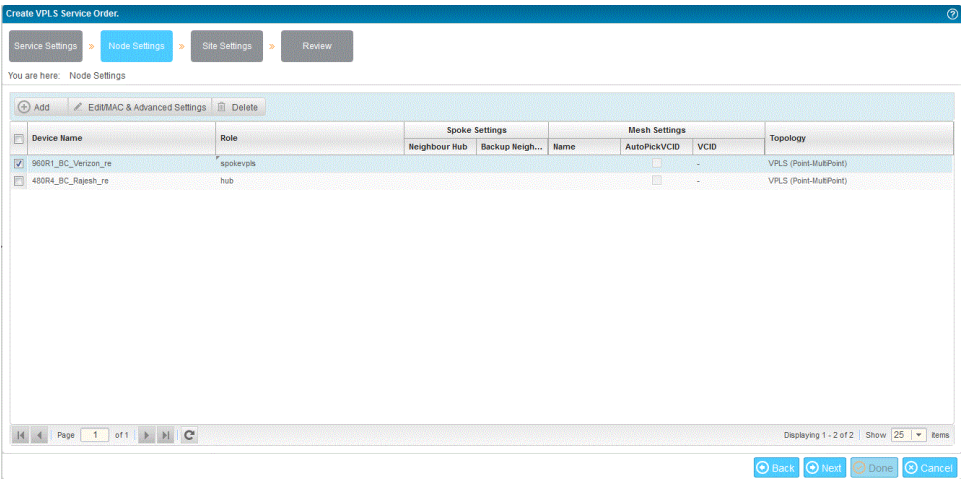 Create VPLS Service Order.
Service Settings » Node Settings » Site Settings » Review
You are here: Node Settings
Add Edit/MAC & Advanced Settings Delete
Device Name Role Spoke Settings Mesh Settings Topology
Neighbour Hub Backup Neigh... Name AutoPickVCID VCID
960R1_BC_Verizon_re spokevpls - VPLS (Point-MultiPoint)
480R4_BC_Rajesh_re hub - VPLS (Point-MultiPoint)
Page 1 of 1 Displaying 1 - 2 of 2 Show 25 items
Back Next Done Cancel